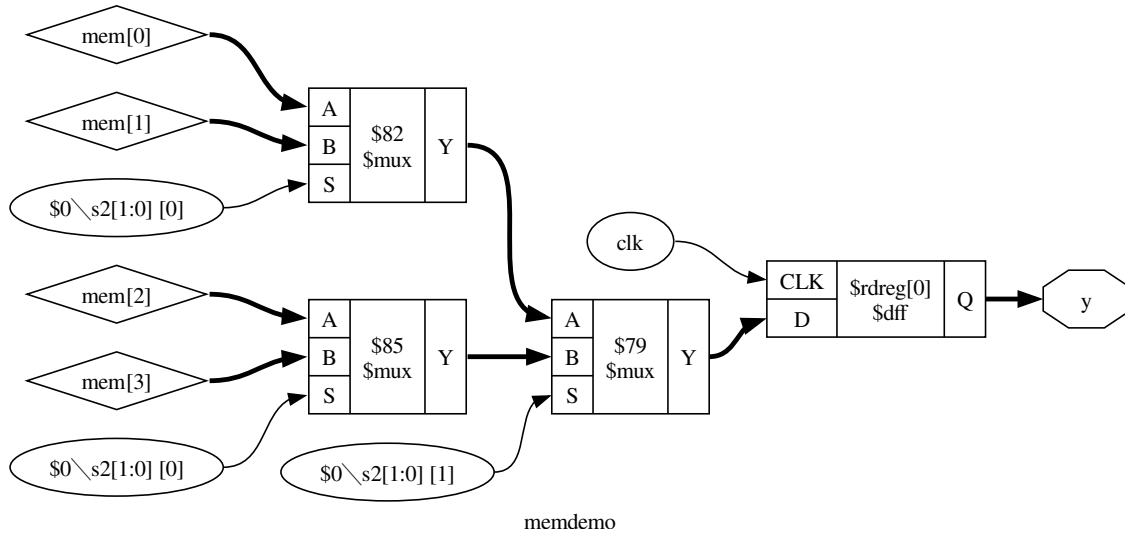 mem[0]
mem[1]
$0\s2[1:0] [0]
A
B
S
$82
$mux
Y
mem[2]
mem[3]
$0\s2[1:0] [0]
A
B
S
$85
$mux
Y
$0\s2[1:0] [1]
A
B
S
$79
$mux
Y
clk
CLK
D
$rdreg[0]
$dff
Q
y
memdemo